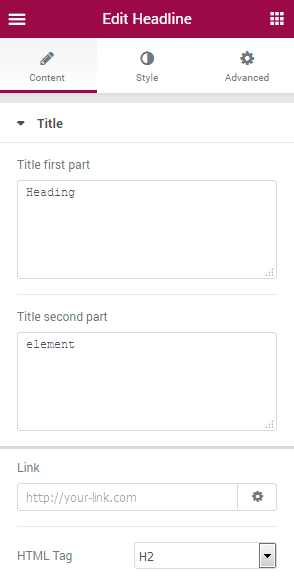 Edit Headline
Content Style Advanced
Title
Title first part
Heading
Title second part
element
Link
http://your-link.com
HTML Tag H2